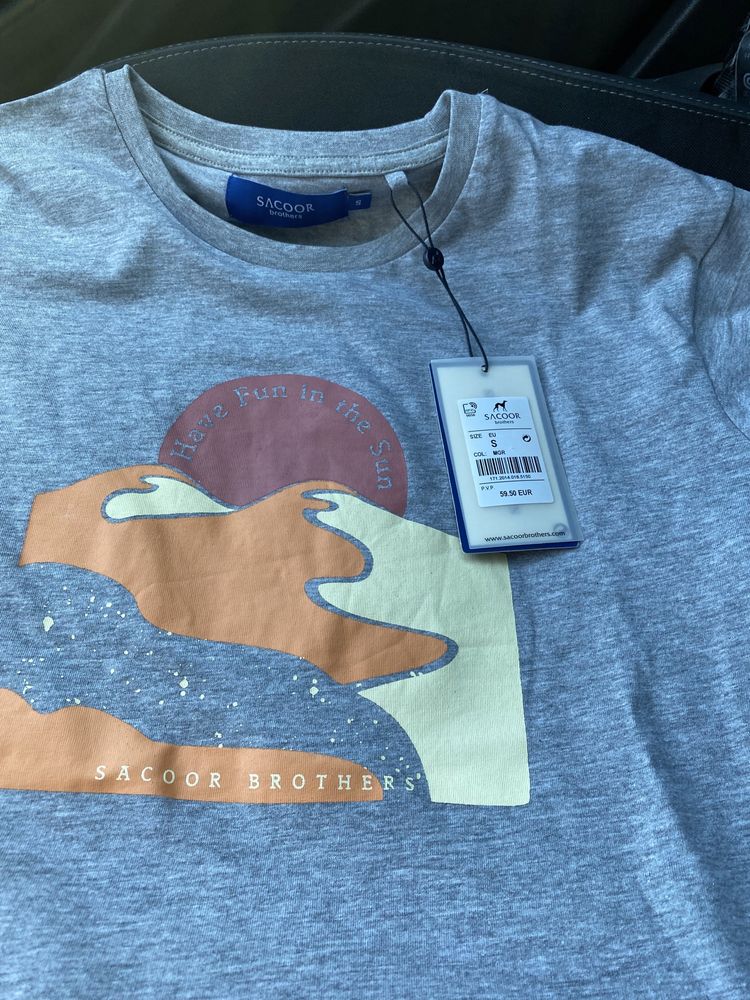 SACOOR
brothers
S
Have Fun in the Sun
SACOOR
brothers
SIZE EU
S
COL: MGR
P.V.P
59.50 EUR
www.sacoorbrothers.com
SACOOR BROTHERS